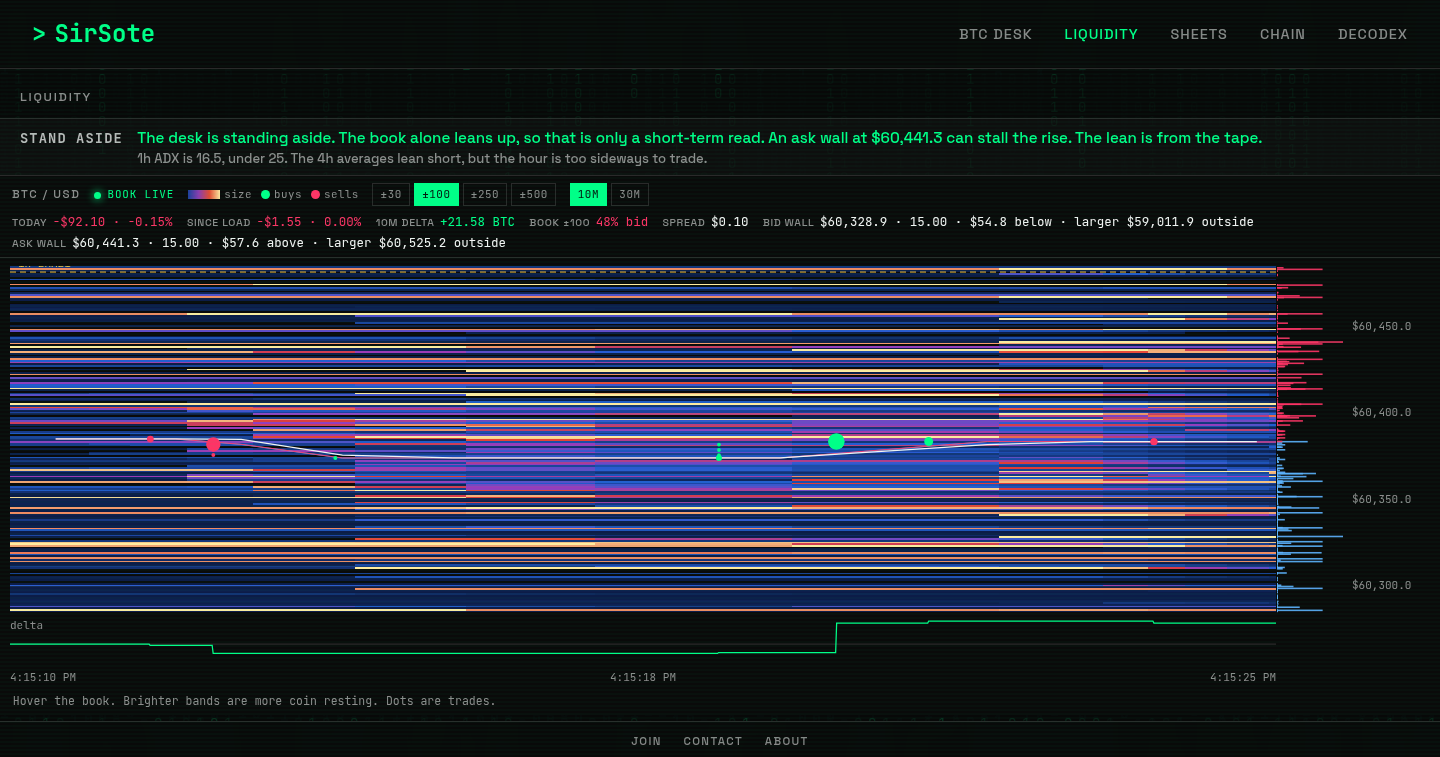 > SirSote
BTC DESK LIQUIDITY SHEETS CHAIN DECODEX
LIQUIDITY
STAND ASIDE The desk is standing aside. The book alone leans up, so that is only a short-term read. An ask wall at $60,441.3 can stall the rise. The lean is from the tape.
1h ADX is 16.5, under 25. The 4h averages lean short, but the hour is too sideways to trade.
BTC / USD BOOK LIVE size buys sells ±30 ±100 ±250 ±500 10M 30M
TODAY -$92.10 · -0.15% SINCE LOAD -$1.55 · 0.00% 10M DELTA +21.58 BTC BOOK ±100 48% bid SPREAD $0.10 BID WALL $60,328.9 · 15.00 · $54.8 below · larger $59,011.9 outside
ASK WALL $60,441.3 · 15.00 · $57.6 above · larger $60,525.2 outside
$60,450.0
$60,400.0
$60,350.0
$60,300.0
delta
4:15:10 PM 4:15:18 PM 4:15:25 PM
Hover the book. Brighter bands are more coin resting. Dots are trades.
JOIN CONTACT ABOUT